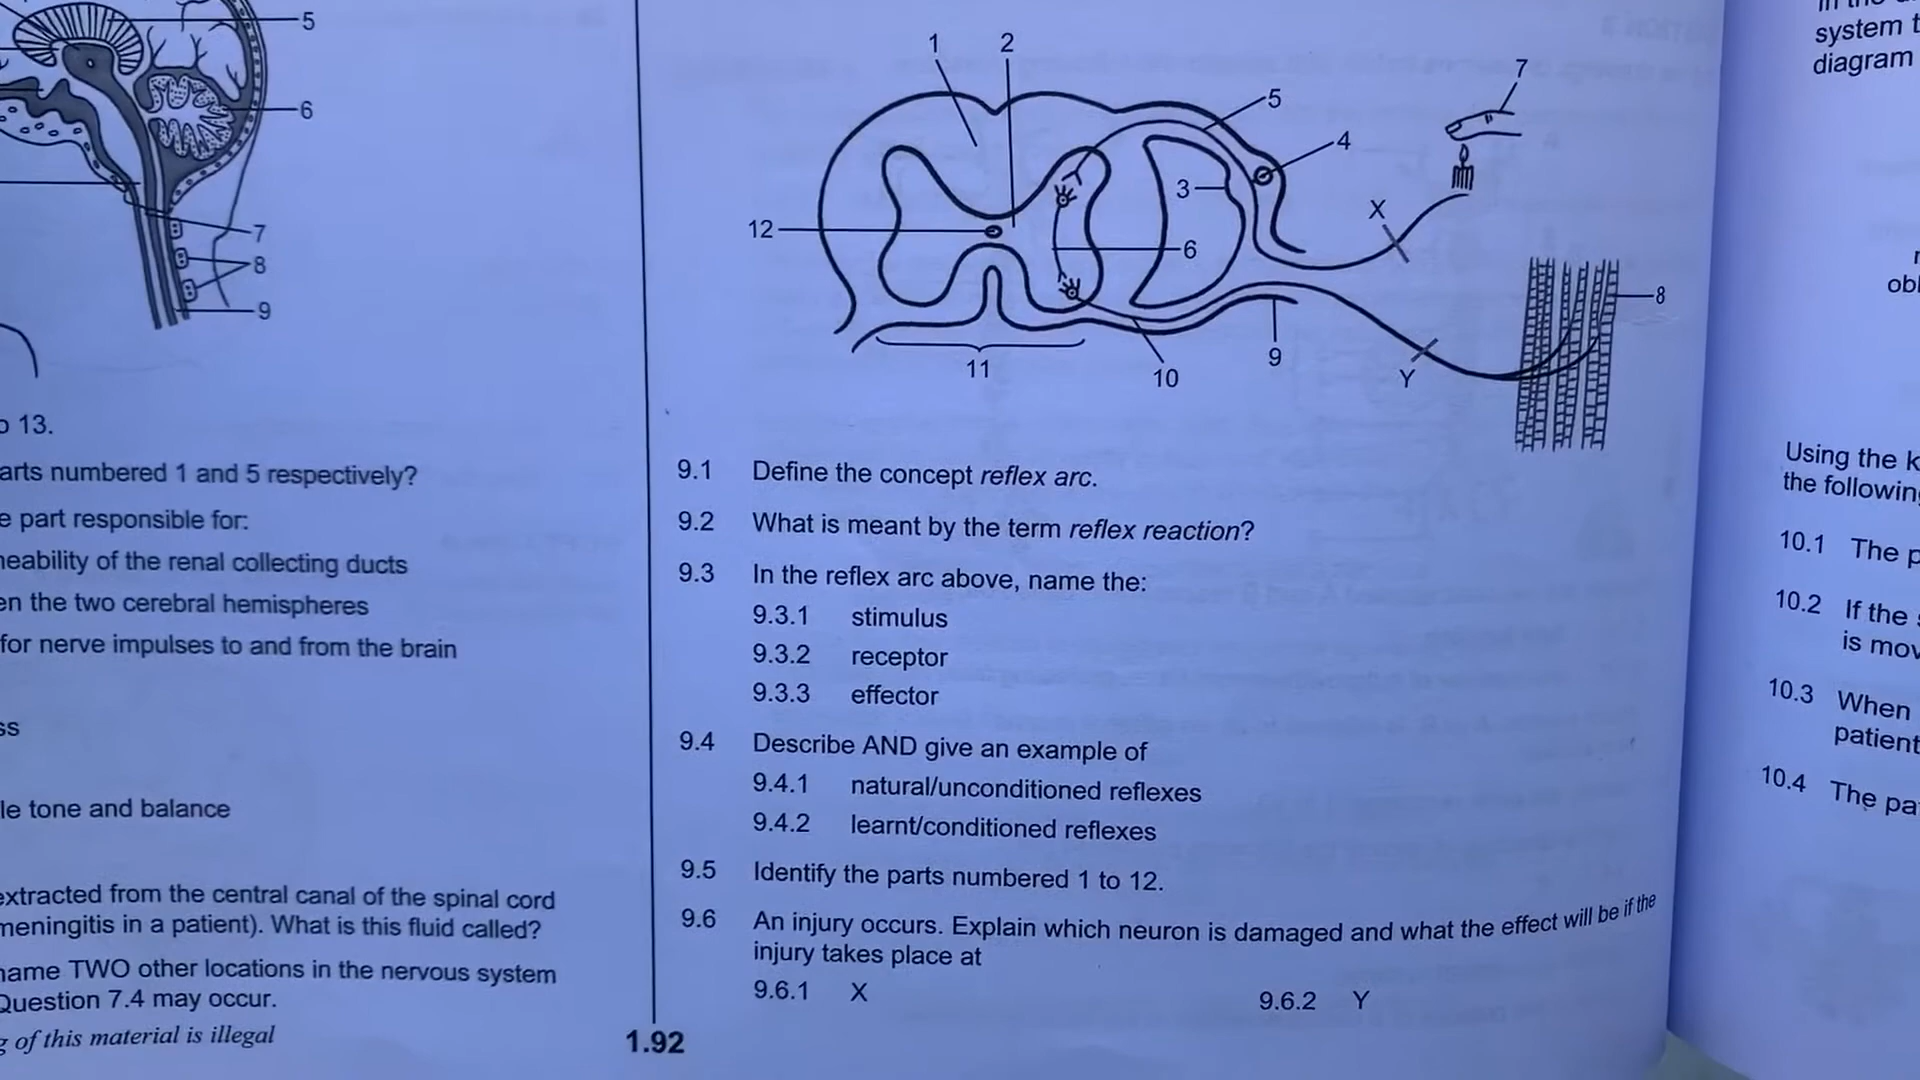 5
6
7
8
9
13.
arts numbered 1 and 5 respectively?
e part responsible for:
neability of the renal collecting ducts
en the two cerebral hemispheres
for nerve impulses to and from the brain
ss
le tone and balance
extracted from the central canal of the spinal cord
meningitis in a patient). What is this fluid called?
name TWO other locations in the nervous system
Question 7.4 may occur.
g of this material is illegal
1 2
5
7
4
3
X
12
6
8
11
10
9
Y
9.1 Define the concept reflex arc.
9.2 What is meant by the term reflex reaction?
9.3 In the reflex arc above, name the:
9.3.1 stimulus
9.3.2 receptor
9.3.3 effector
9.4 Describe AND give an example of
9.4.1 natural/unconditioned reflexes
9.4.2 learnt/conditioned reflexes
9.5 Identify the parts numbered 1 to 12.
9.6 An injury occurs. Explain which neuron is damaged and what the effect will be if the
injury takes place at
9.6.1 X 9.6.2 Y
1.92
system t
diagram
obl
Using the k
the following
10.1 The p
10.2 If the s
is mov
10.3 When
patient
10.4 The pa